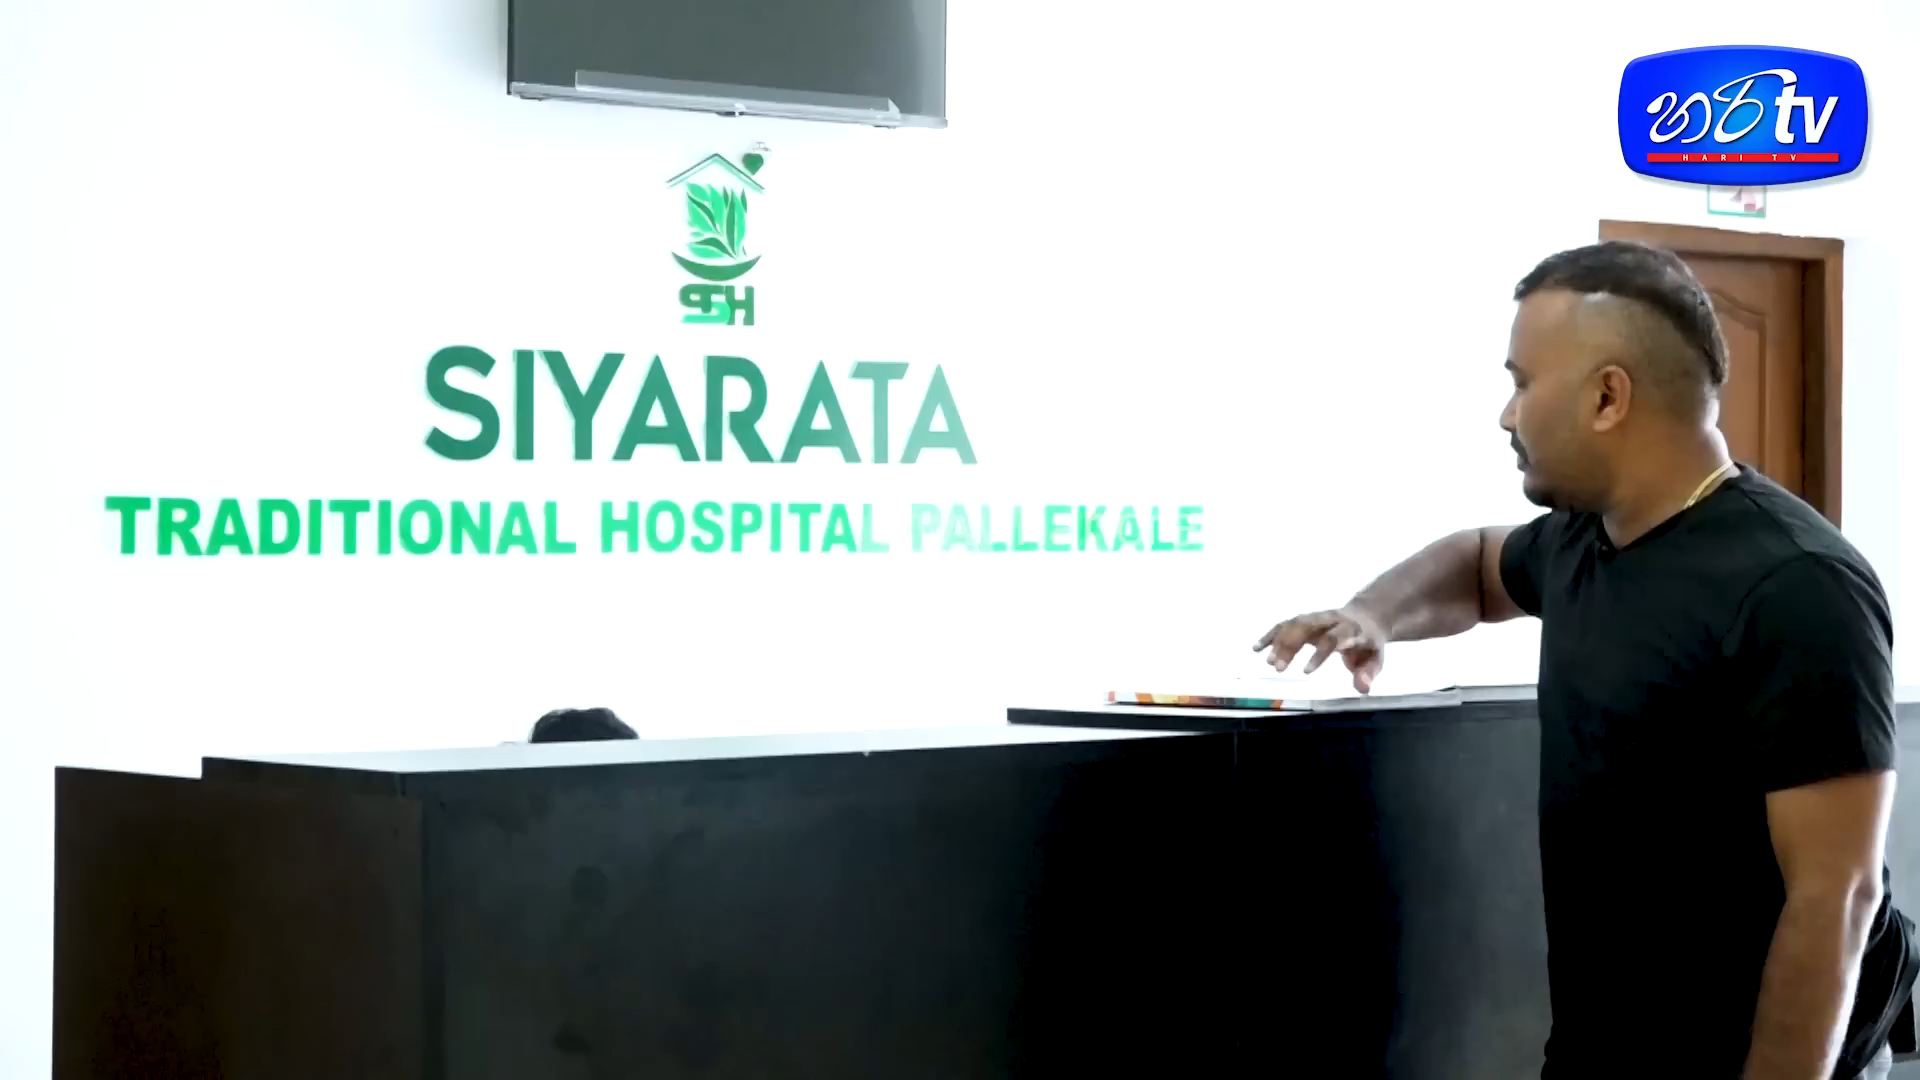 හරි tv
HARI TV
SH
SIYARATA
TRADITIONAL HOSPITAL PALLEKALE